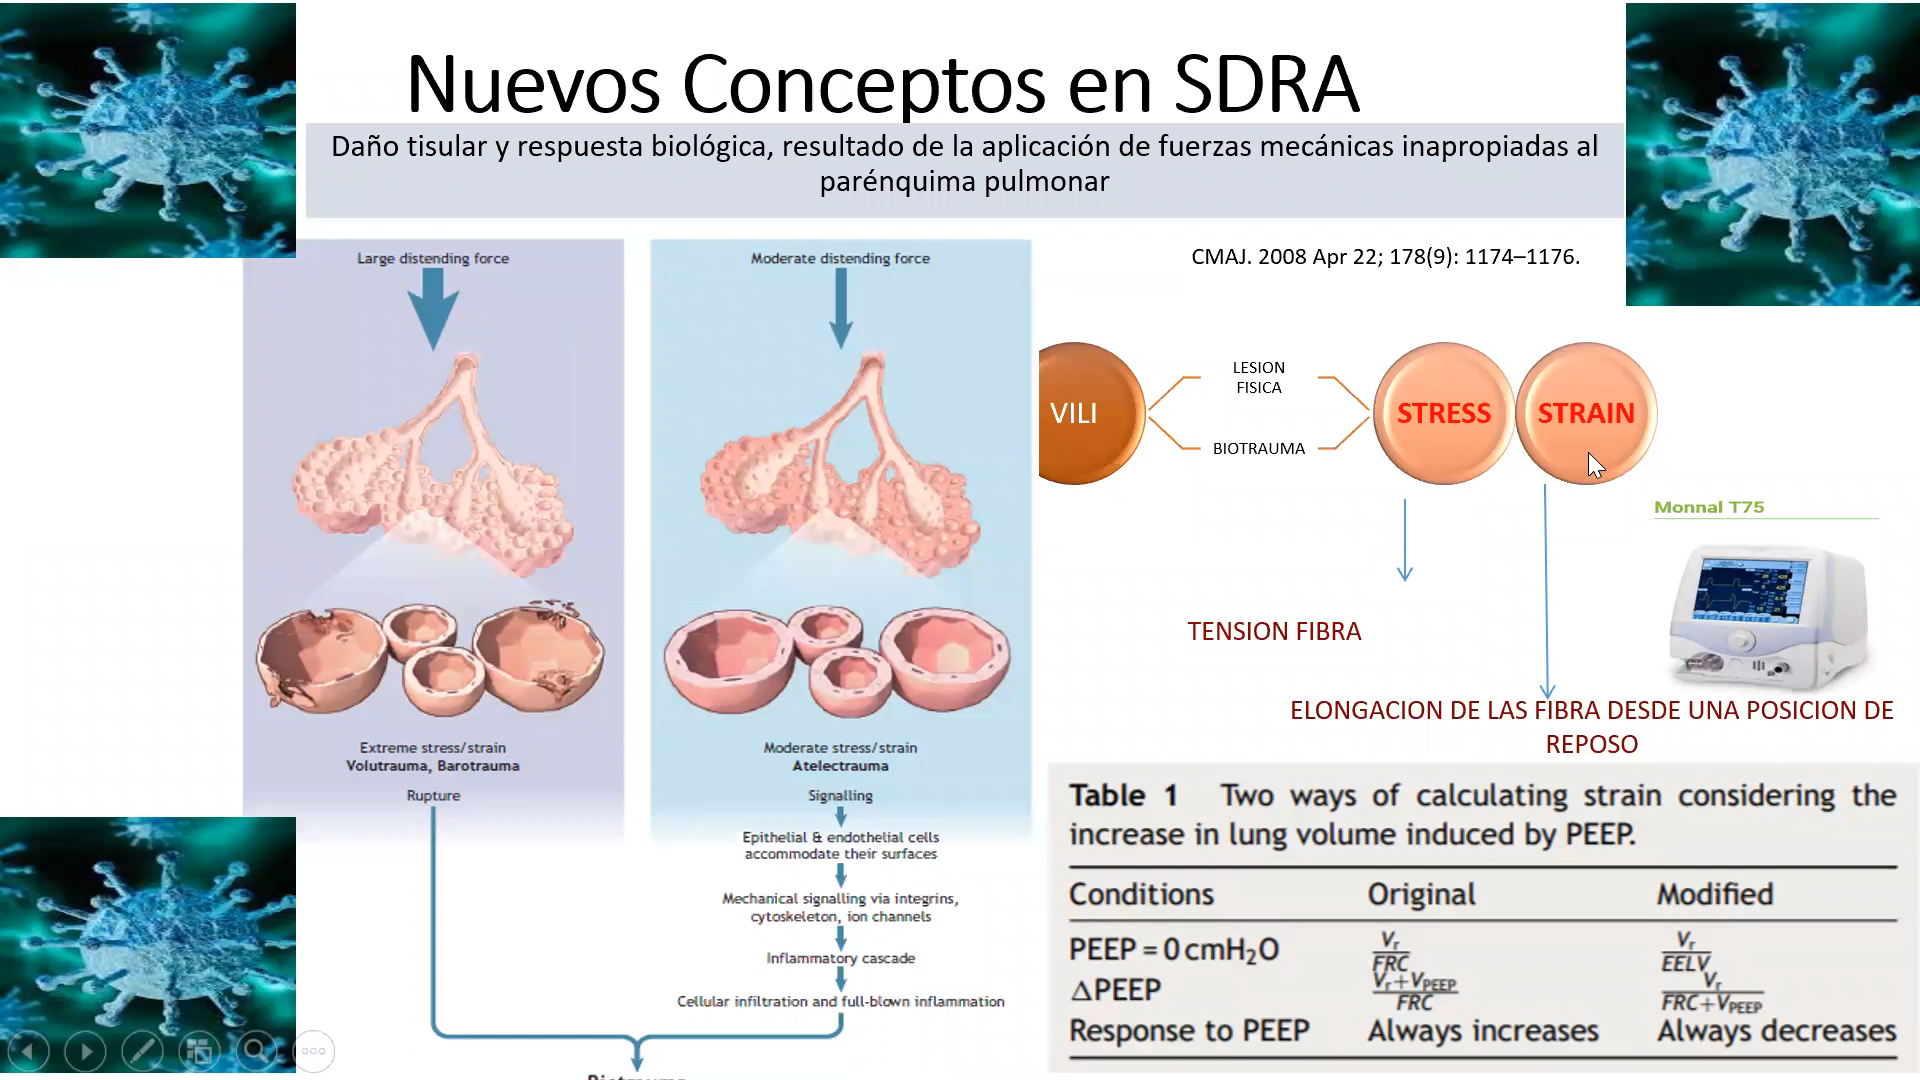 Nuevos Conceptos en SDRA
Daño tisular y respuesta biológica, resultado de la aplicación de fuerzas mecánicas inapropiadas al
parénquima pulmonar
CMAJ. 2008 Apr 22; 178(9): 1174–1176.
Large distending force
Extreme stress/strain
Volutrauma, Barotrauma
Rupture
Moderate distending force
Moderate stress/strain
Atelectrauma
Signalling
Epithelial & endothelial cells
accommodate their surfaces
Mechanical signalling via integrins,
cytoskeleton, ion channels
Inflammatory cascade
Cellular infiltration and full-blown inflammation
VILI
LESION
FISICA
BIOTRAUMA
STRESS
STRAIN
TENSION FIBRA
Monnal T75
ELONGACION DE LAS FIBRA DESDE UNA POSICION DE
REPOSO
Table 1 Two ways of calculating strain considering the
increase in lung volume induced by PEEP.
Conditions Original Modified
PEEP = 0 cmH₂O Vr/FRC Vr/EELV
ΔPEEP Vr+VPEEP/FRC Vr/FRC+VPEEP
Response to PEEP Always increases Always decreases